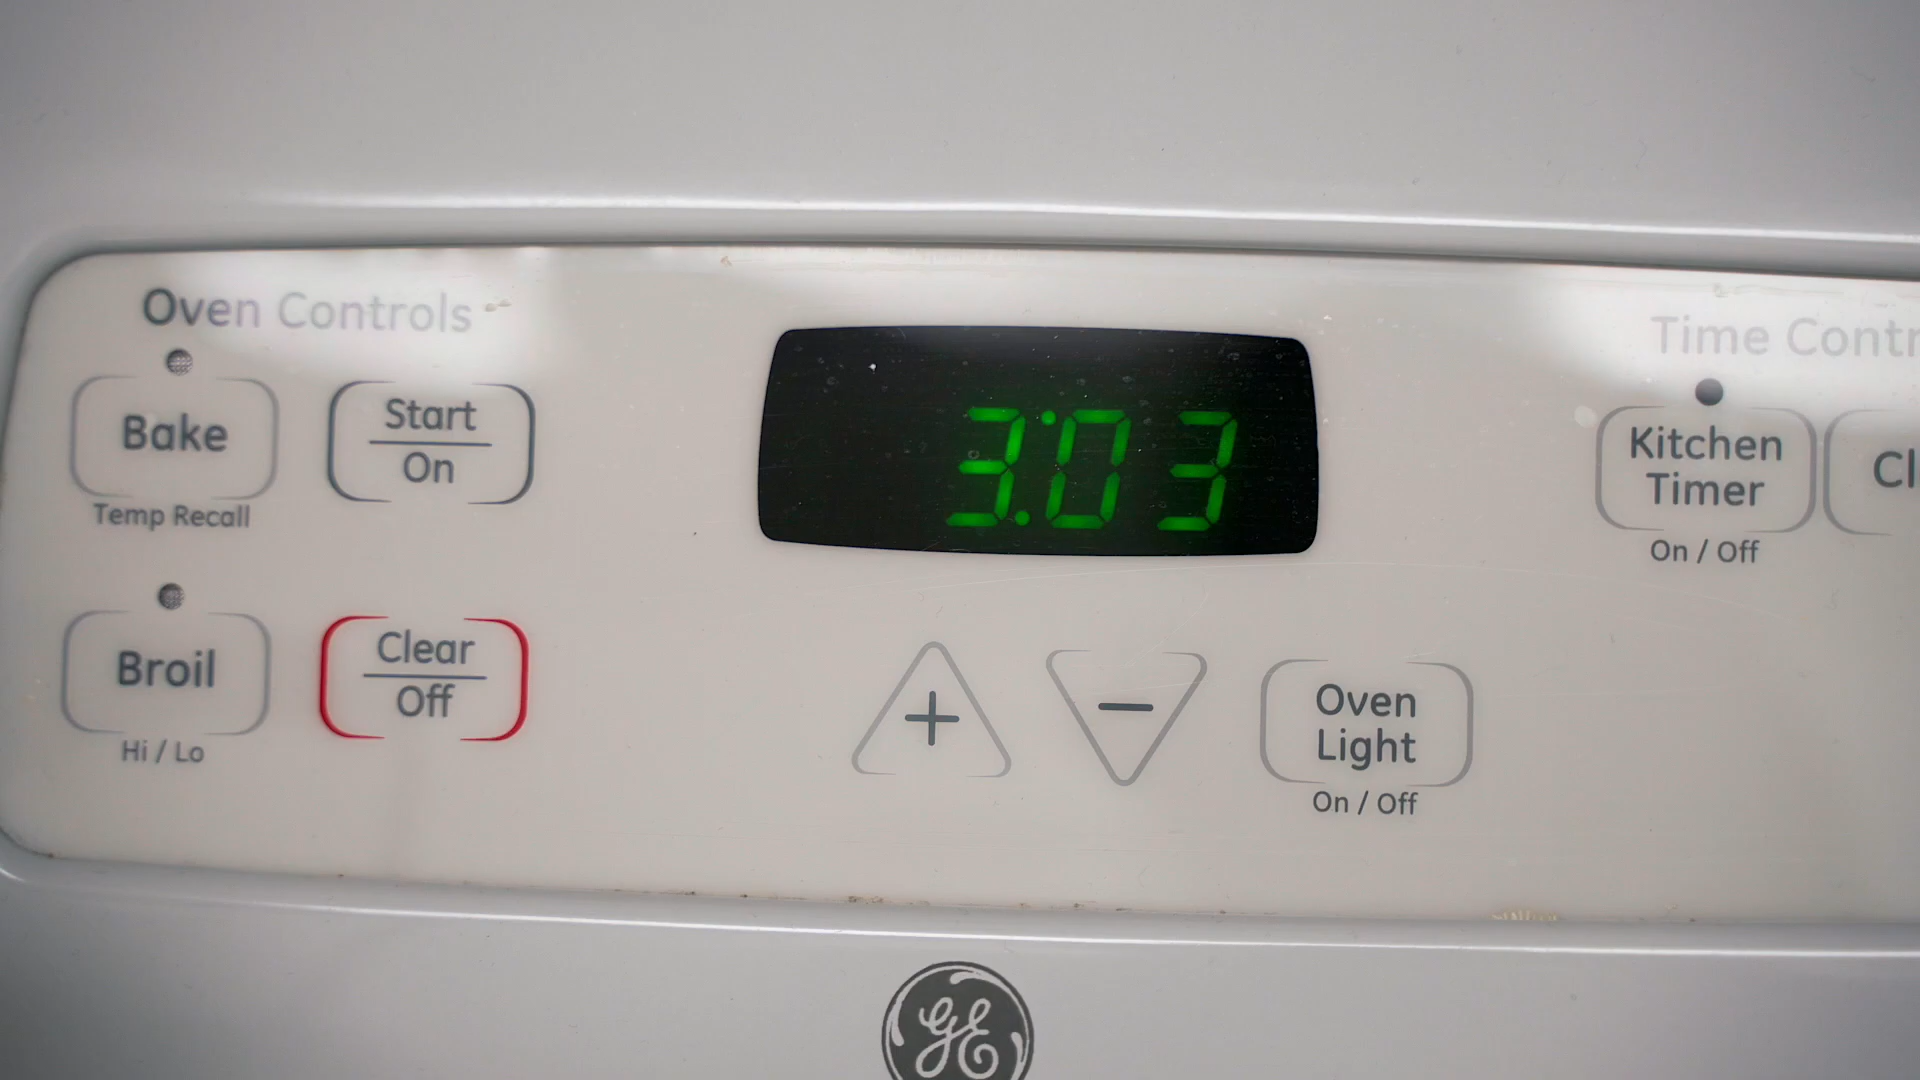 Oven Controls
Time Contr
Bake
Temp Recall
Start
On
3:03
Kitchen
Timer
On / Off
Cl
Broil
Hi / Lo
Clear
Off
+
−
Oven
Light
On / Off
GE